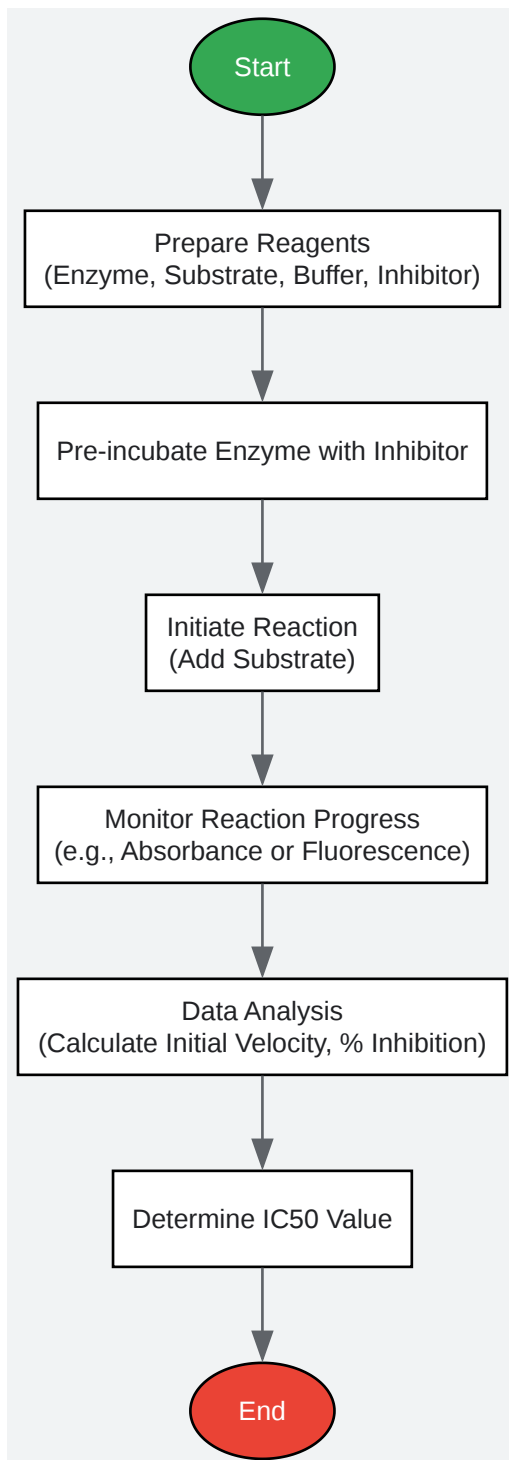 Start
Prepare Reagents
(Enzyme, Substrate, Buffer, Inhibitor)
Pre-incubate Enzyme with Inhibitor
Initiate Reaction
(Add Substrate)
Monitor Reaction Progress
(e.g., Absorbance or Fluorescence)
Data Analysis
(Calculate Initial Velocity, % Inhibition)
Determine IC50 Value
End